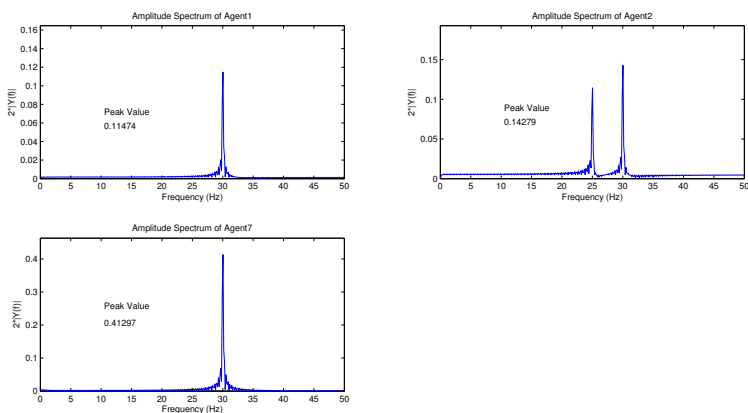 Amplitude Spectrum of Agent1
0.16
0.14
0.12
0.1
0.08
0.06
0.04
0.02
0
2*|Y(f)|
Peak Value
0.11474
0 5 10 15 20 25 30 35 40 45 50
Frequency (Hz)
Amplitude Spectrum of Agent2
0.15
0.1
0.05
0
2*|Y(f)|
Peak Value
0.14279
0 5 10 15 20 25 30 35 40 45 50
Frequency (Hz)
Amplitude Spectrum of Agent7
0.4
0.3
0.2
0.1
0
2*|Y(f)|
Peak Value
0.41297
0 5 10 15 20 25 30 35 40 45 50
Frequency (Hz)